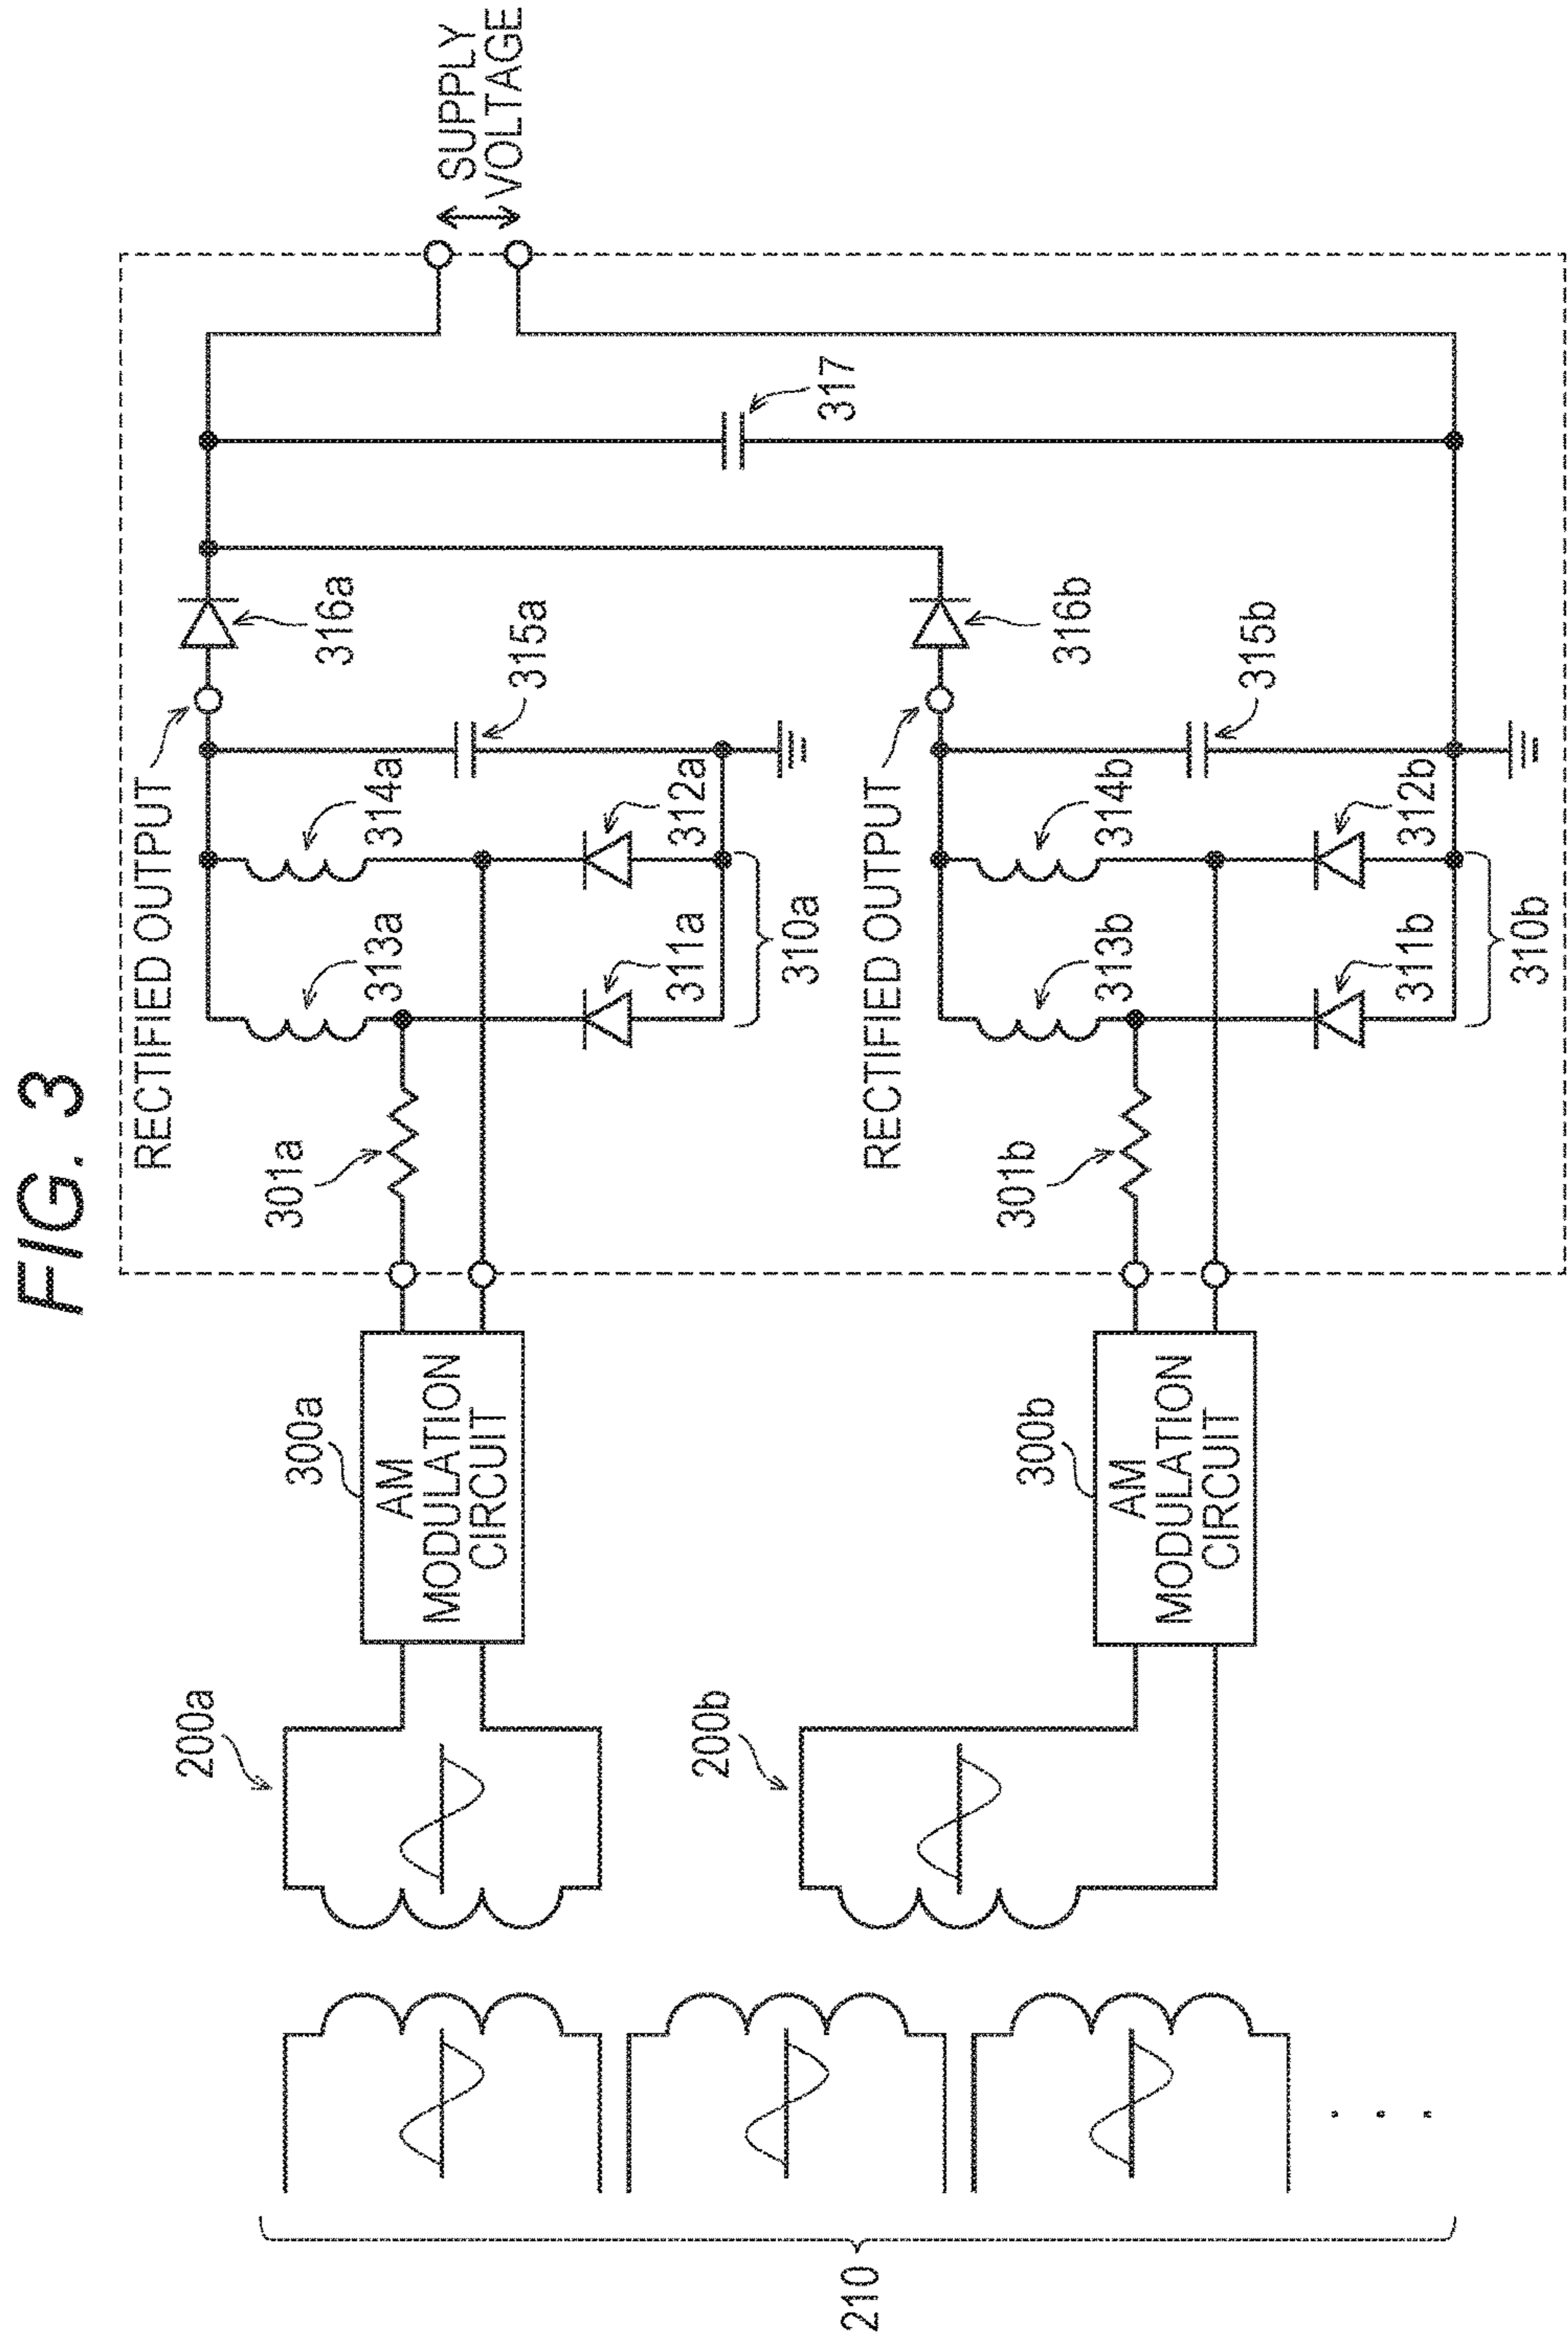 FIG. 3
RECTIFIED OUTPUT
301a
313a
314a
315a
316a
311a
312a
310a
300a
AM
MODULATION
CIRCUIT
200a
SUPPLY
VOLTAGE
317
RECTIFIED OUTPUT
301b
313b
314b
315b
316b
311b
312b
310b
300b
AM
MODULATION
CIRCUIT
200b
210